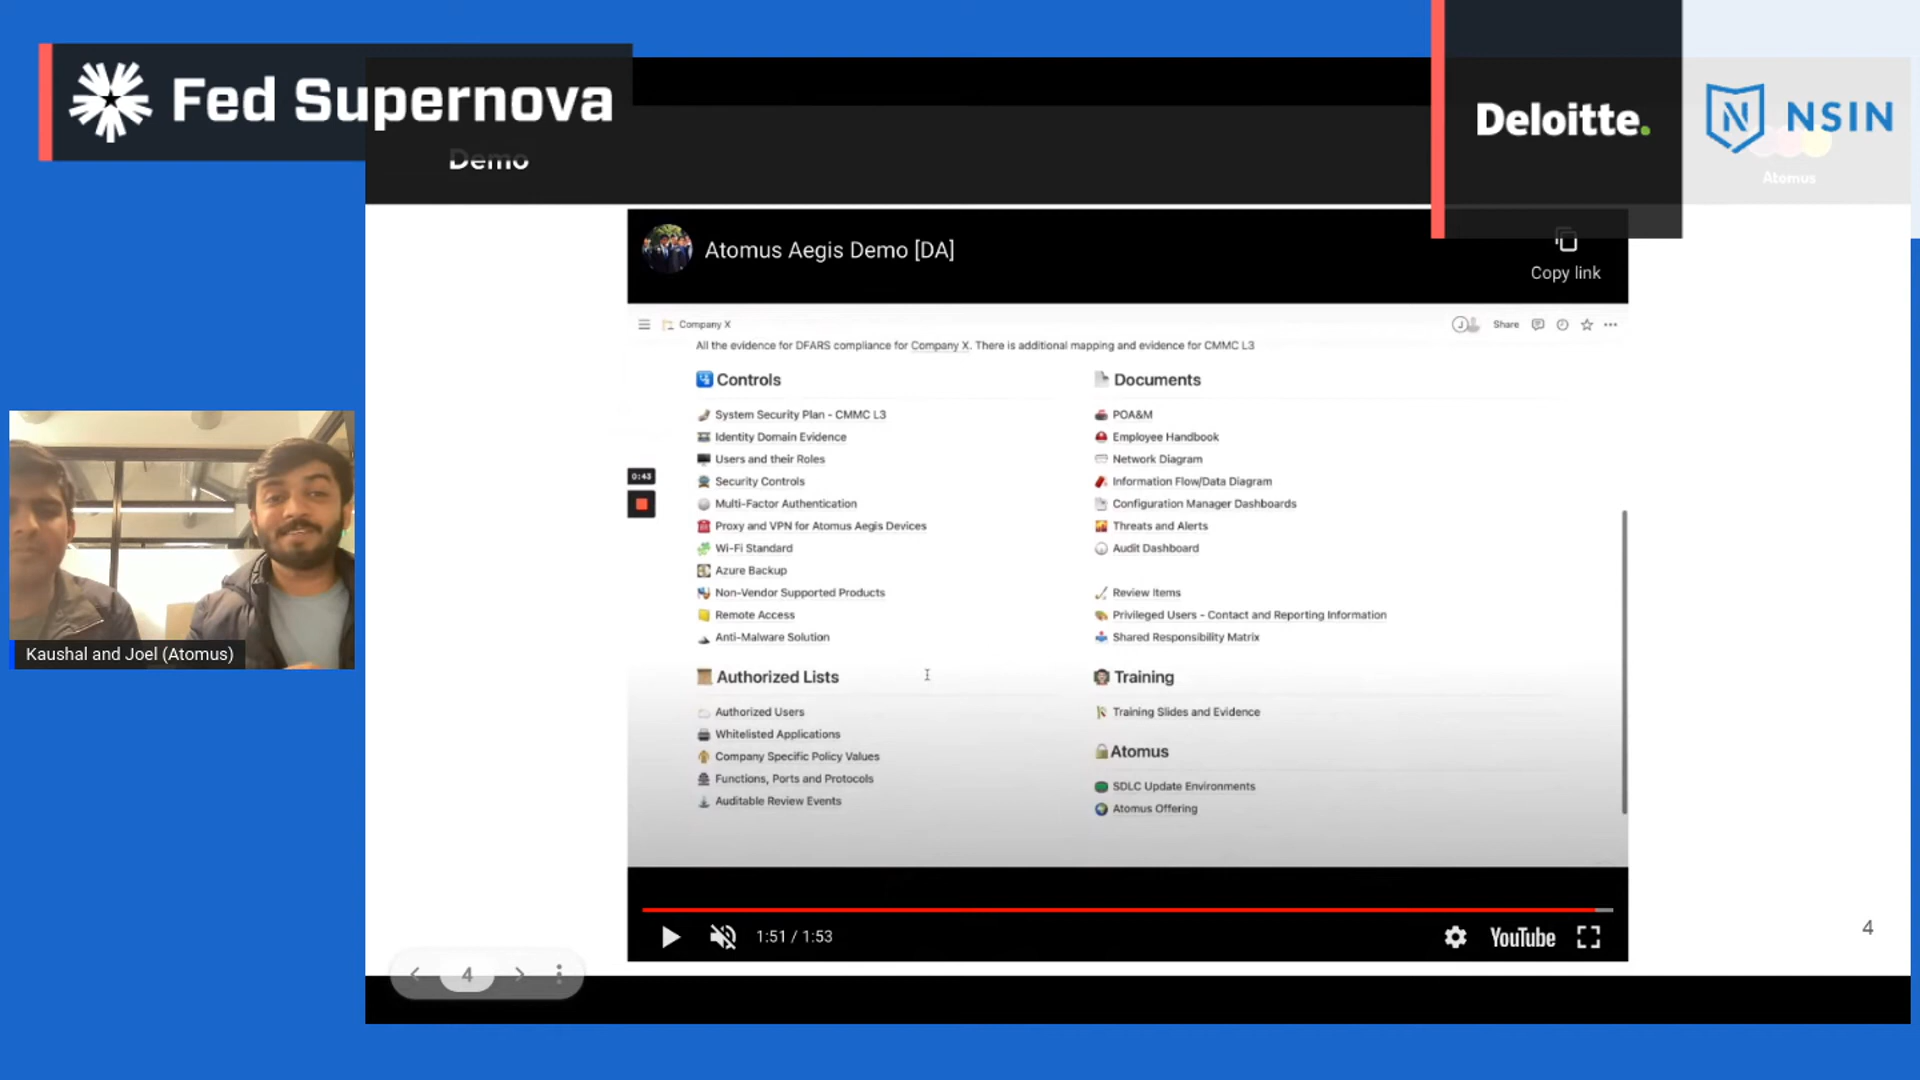 Fed Supernova
Deloitte.
NSIN
Demo
Atomus
Atomus Aegis Demo [DA]
Copy link
Company X
Share
All the evidence for DFARS compliance for Company X. There is additional mapping and evidence for CMMC L3
Controls
System Security Plan - CMMC L3
Identity Domain Evidence
Users and their Roles
Security Controls
Multi-Factor Authentication
Proxy and VPN for Atomus Aegis Devices
Wi-Fi Standard
Azure Backup
Non-Vendor Supported Products
Remote Access
Anti-Malware Solution
Authorized Lists
Authorized Users
Whitelisted Applications
Company Specific Policy Values
Functions, Ports and Protocols
Auditable Review Events
Documents
POA&M
Employee Handbook
Network Diagram
Information Flow/Data Diagram
Configuration Manager Dashboards
Threats and Alerts
Audit Dashboard
Review Items
Privileged Users - Contact and Reporting Information
Shared Responsibility Matrix
Training
Training Slides and Evidence
Atomus
SDLC Update Environments
Atomus Offering
0:43
Kaushal and Joel (Atomus)
1:51 / 1:53
YouTube
4
4